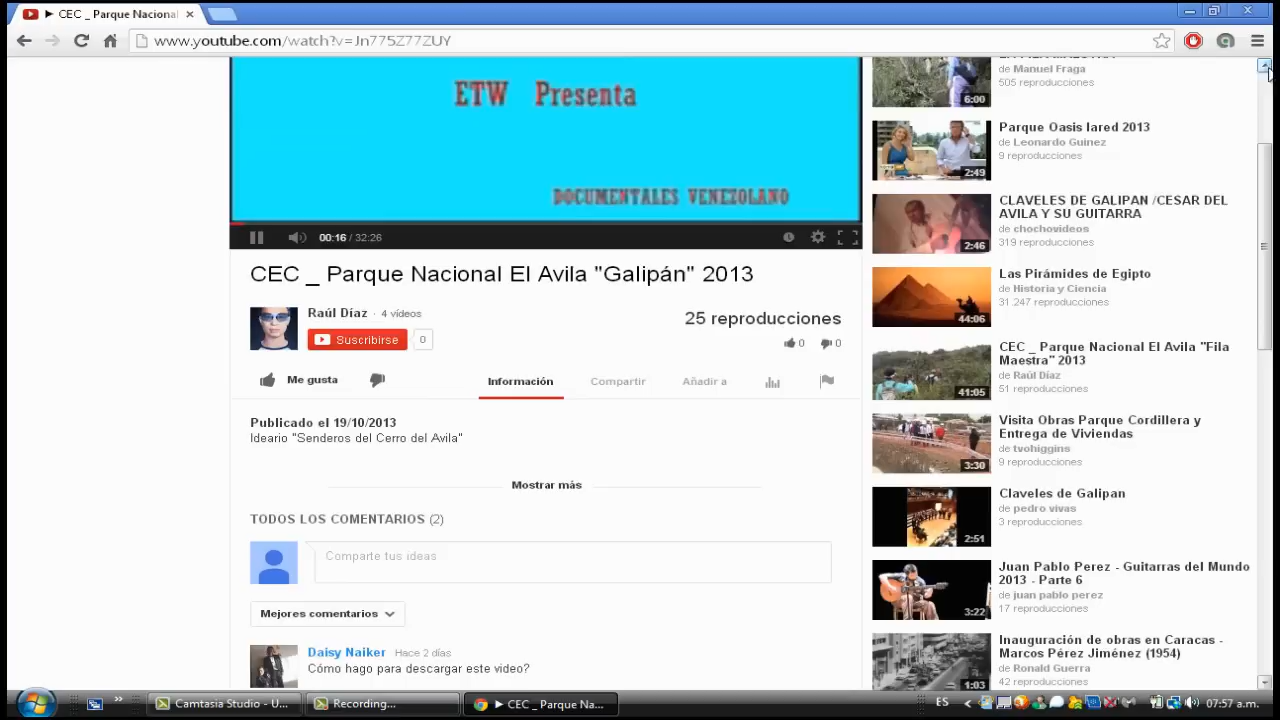 CEC _ Parque Nacional
www.youtube.com/watch?v=Jn775Z77ZUY
ETW Presenta
DOCUMENTALES VENEZOLANO
00:16 / 32:26
CEC _ Parque Nacional El Avila "Galipán" 2013
Raúl Díaz · 4 vídeos
Suscribirse 0
25 reproducciones
0 0
Me gusta
Información Compartir Añadir a
Publicado el 19/10/2013
Ideario "Senderos del Cerro del Avila"
Mostrar más
TODOS LOS COMENTARIOS (2)
Comparte tus ideas
Mejores comentarios
Daisy Naiker Hace 2 días
Cómo hago para descargar este video?
de Manuel Fraga
505 reproducciones
6:00
Parque Oasis lared 2013
de Leonardo Guinez
9 reproducciones
2:49
CLAVELES DE GALIPAN /CESAR DEL
AVILA Y SU GUITARRA
de chochovideos
319 reproducciones
2:46
Las Pirámides de Egipto
de Historia y Ciencia
31.247 reproducciones
44:06
CEC _ Parque Nacional El Avila "Fila
Maestra" 2013
de Raúl Díaz
51 reproducciones
41:05
Visita Obras Parque Cordillera y
Entrega de Viviendas
de tvohiggins
9 reproducciones
3:30
Claveles de Galipan
de pedro vivas
3 reproducciones
2:51
Juan Pablo Perez - Guitarras del Mundo
2013 - Parte 6
de juan pablo perez
17 reproducciones
3:22
Inauguración de obras en Caracas -
Marcos Pérez Jiménez (1954)
de Ronald Guerra
42 reproducciones
1:03
Camtasia Studio - U... Recording... CEC _ Parque Na... ES 07:57 a.m.